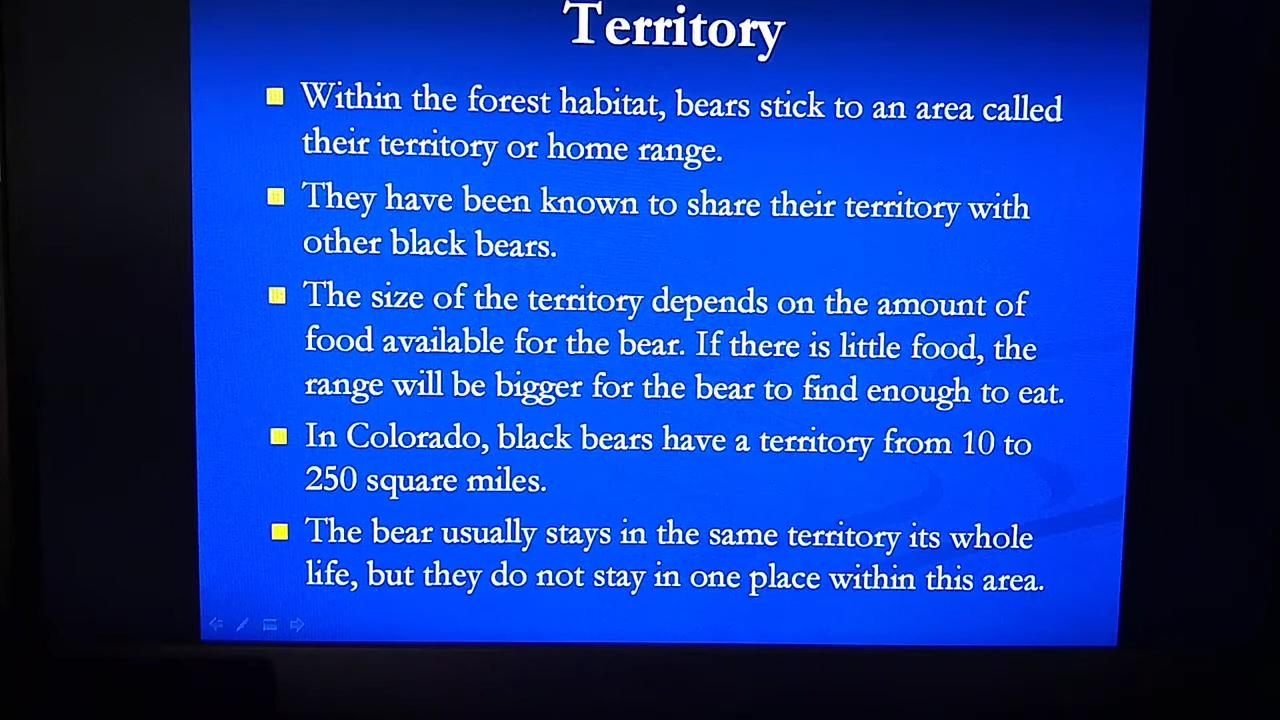 Territory
Within the forest habitat, bears stick to an area called
their territory or home range.
They have been known to share their territory with
other black bears.
The size of the territory depends on the amount of
food available for the bear. If there is little food, the
range will be bigger for the bear to find enough to eat.
In Colorado, black bears have a territory from 10 to
250 square miles.
The bear usually stays in the same territory its whole
life, but they do not stay in one place within this area.